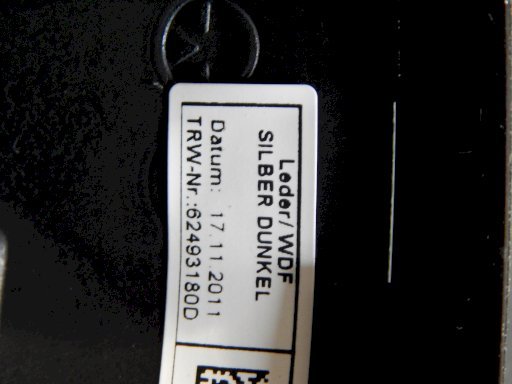 Leder/ WDF
SILBER DUNKEL
Datum: 17.11.2011
TRW-Nr.:62493180D